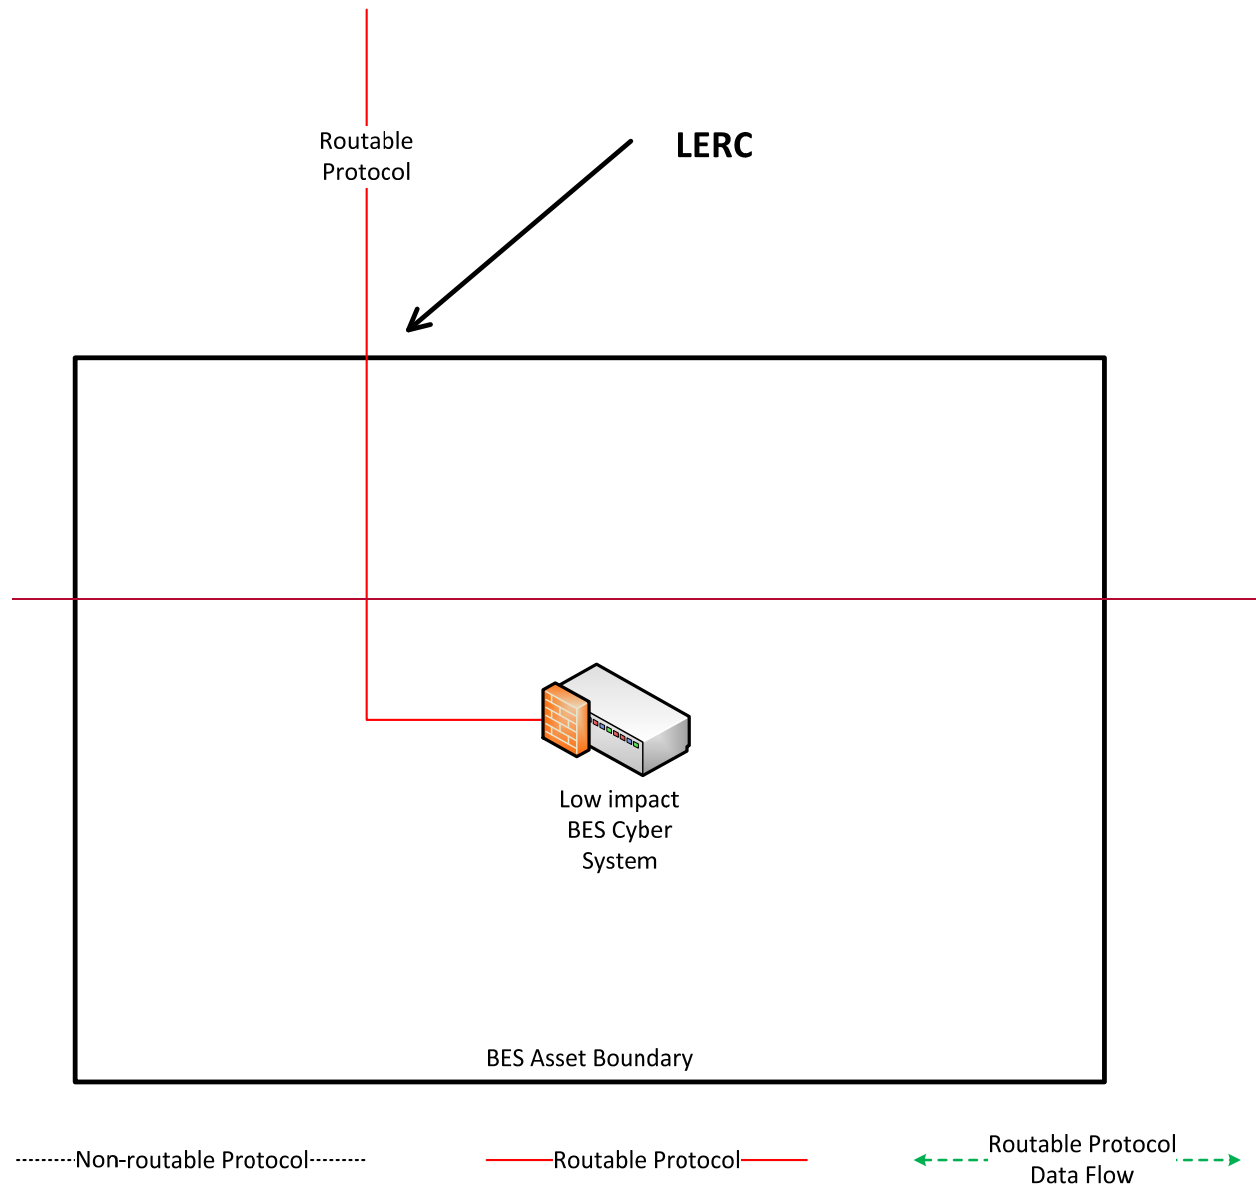 LERC
Routable
Protocol
Low impact
BES Cyber
System
BES Asset Boundary
Non-routable Protocol
Routable Protocol
Routable Protocol
Data Flow